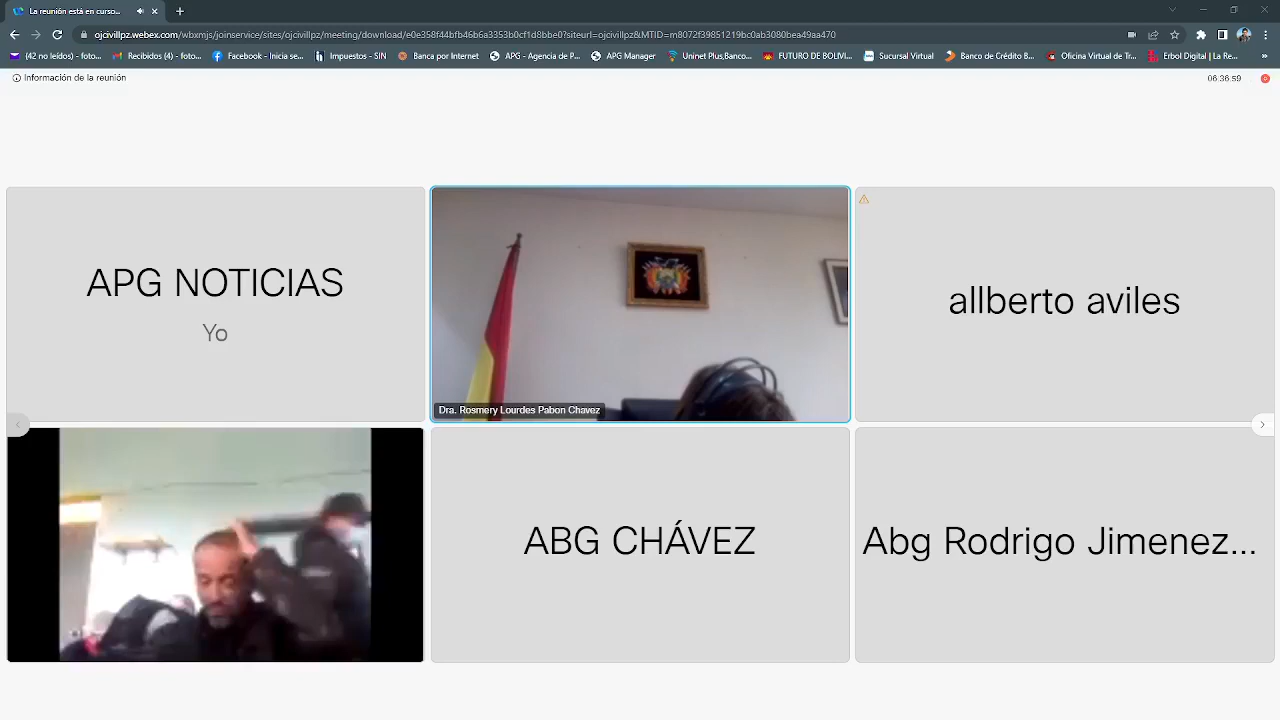 La reunión está en curso...
ojcivillpz.webex.com/wbxmjs/joinservice/sites/ojcivillpz/meeting/download/e0e358f44bfb45b6a3353b0cf1d6bbe0?siteurl=ojcivillpz&MTID=m8072f39851219bc0ab3080bea49aa470
(42 no leídos) - foto...
Recibidos (4) - foto...
Facebook - Inicia se...
Impuestos - SIN
Banca por Internet
APG - Agencia de P...
APG Manager
Uninet Plus,Banco...
FUTURO DE BOLIVI...
Sucursal Virtual
Banco de Crédito B...
Oficina Virtual de Tr...
Erbol Digital | La Re...
»
Información de la reunión
06:36:59
APG NOTICIAS
Yo
Dra. Rosmery Lourdes Pabon Chavez
allberto aviles
ABG CHÁVEZ
Abg Rodrigo Jimenez...